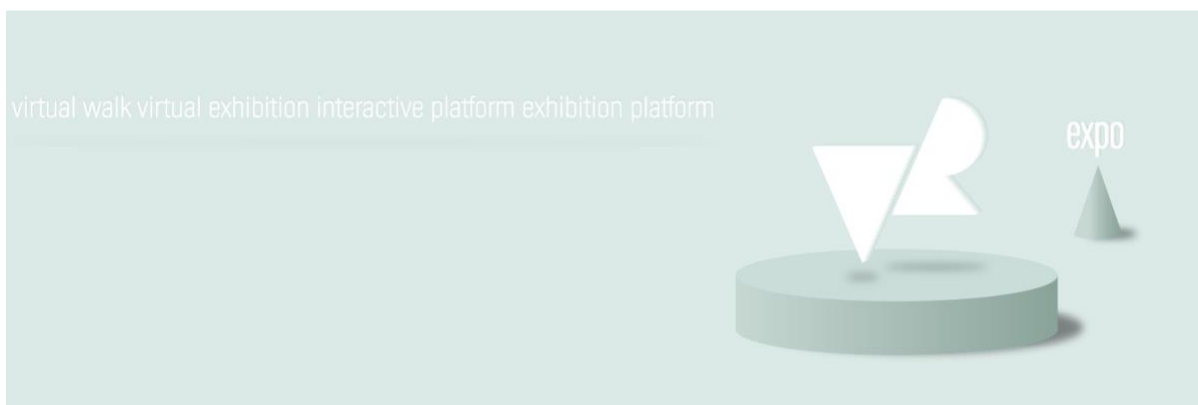 virtual walk virtual exhibition interactive platform exhibition platform
VR
expo